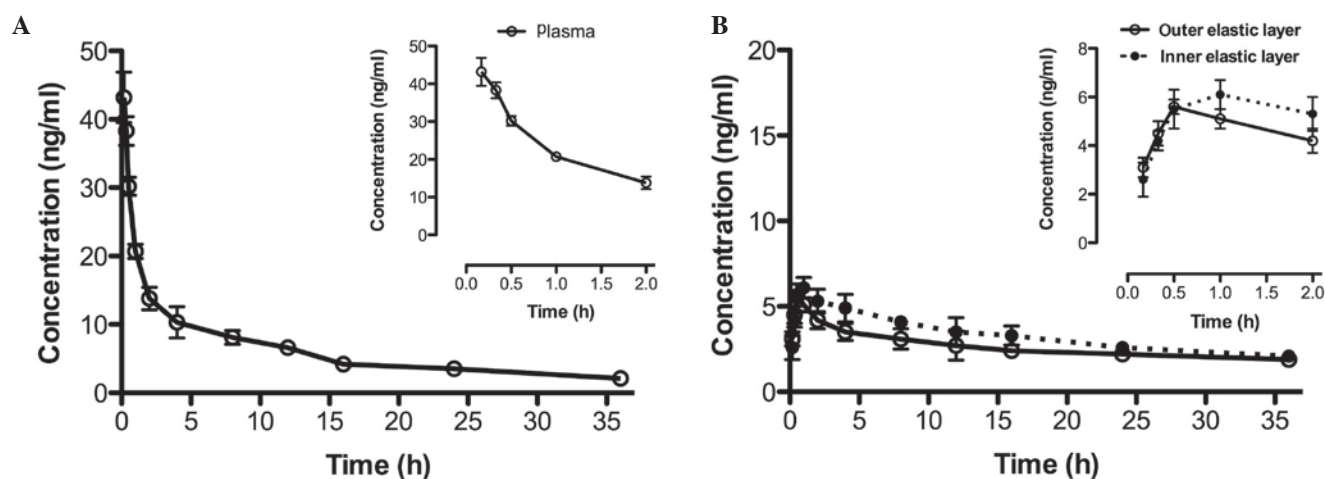 A
Concentration (ng/ml)
50
40
30
20
10
0
0 5 10 15 20 25 30 35
Time (h)
Plasma
Concentration (ng/ml)
50
40
30
20
10
0
0.0 0.5 1.0 1.5 2.0
Time (h)
B
Concentration (ng/ml)
20
15
10
5
0
0 5 10 15 20 25 30 35
Time (h)
Outer elastic layer
Inner elastic layer
Concentration (ng/ml)
8
6
4
2
0
0.0 0.5 1.0 1.5 2.0
Time (h)